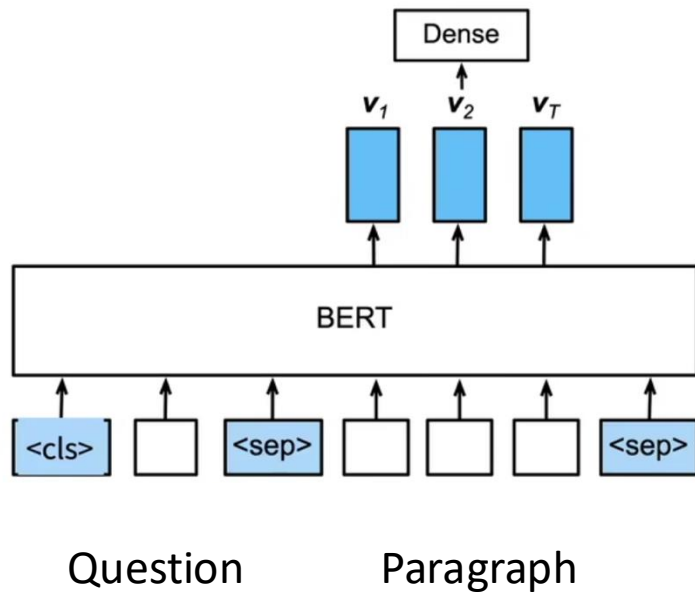 Dense
v1 v2 vT
BERT
<cls> <sep> <sep>
Question Paragraph